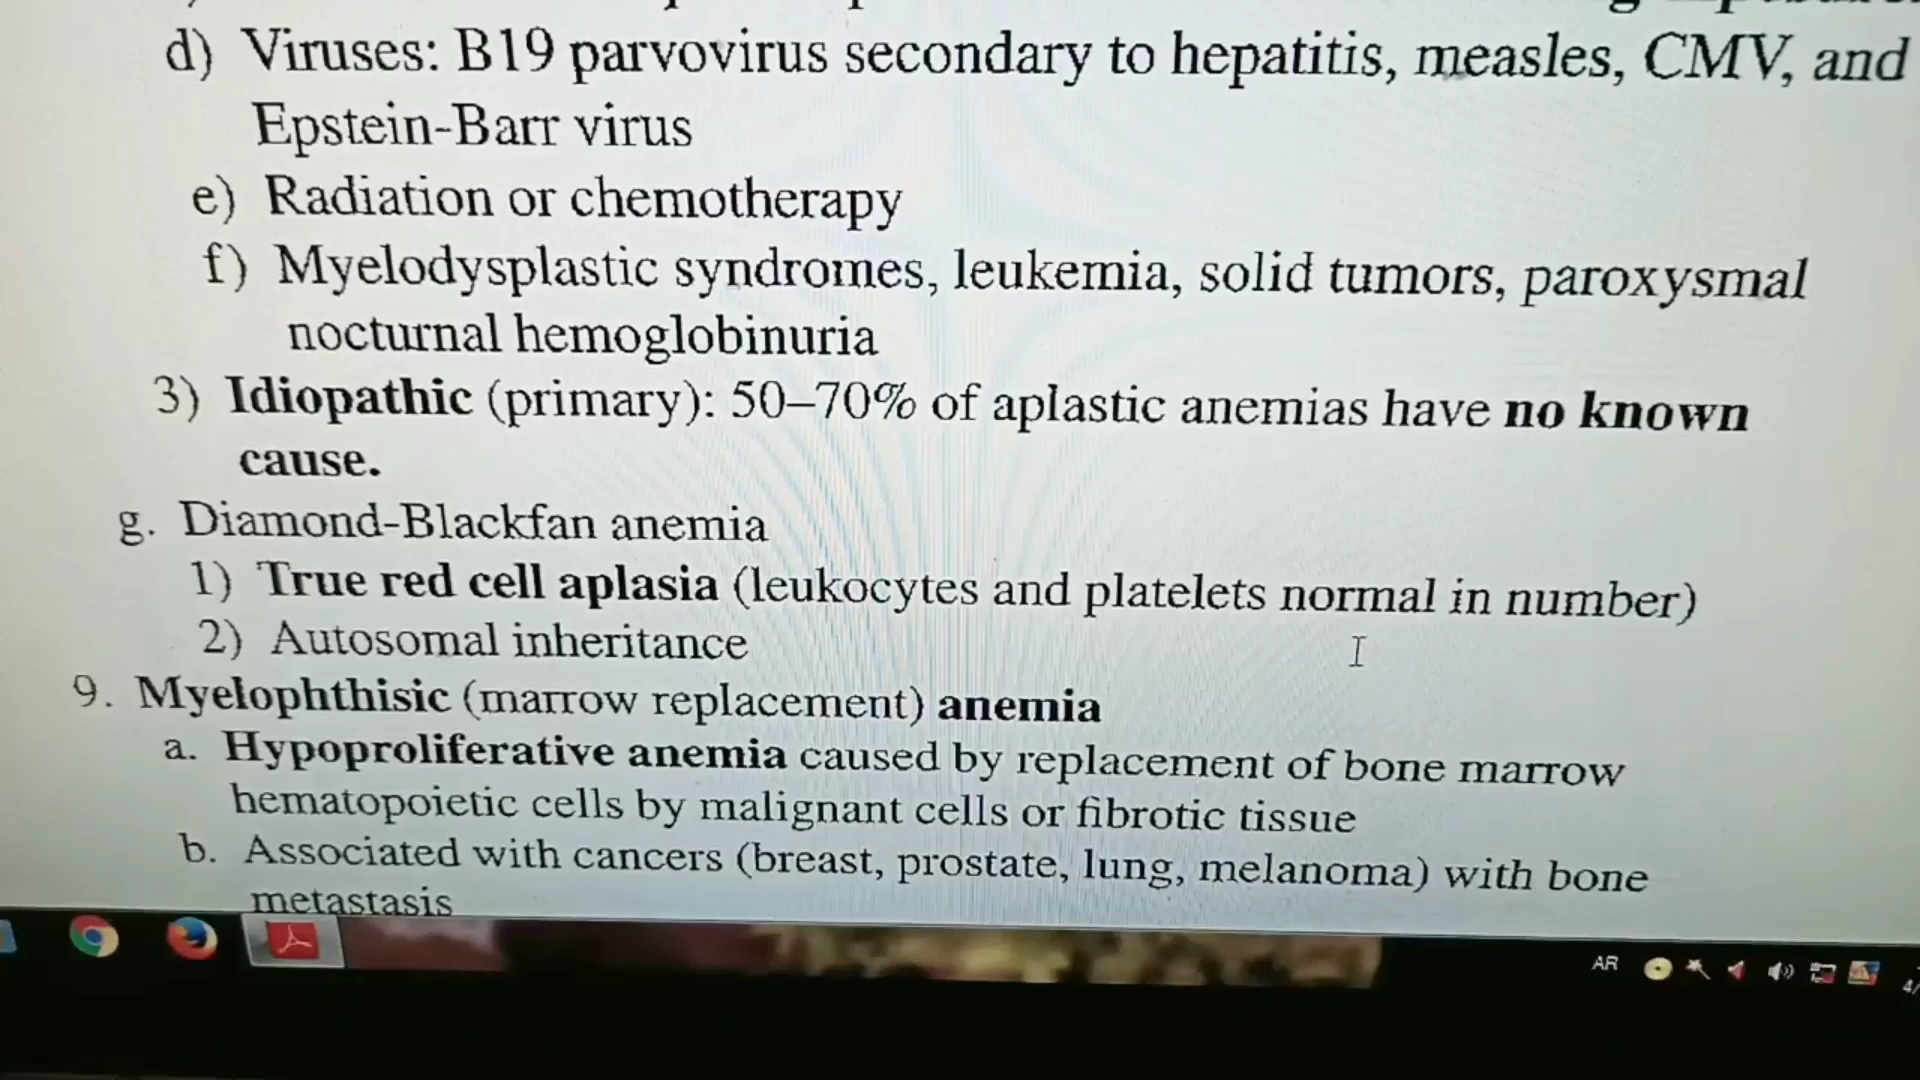 d) Viruses: B19 parvovirus secondary to hepatitis, measles, CMV, and
Epstein-Barr virus
e) Radiation or chemotherapy
f) Myelodysplastic syndromes, leukemia, solid tumors, paroxysmal
nocturnal hemoglobinuria
3) Idiopathic (primary): 50–70% of aplastic anemias have no known
cause.
g. Diamond-Blackfan anemia
1) True red cell aplasia (leukocytes and platelets normal in number)
2) Autosomal inheritance
9. Myelophthisic (marrow replacement) anemia
a. Hypoproliferative anemia caused by replacement of bone marrow
hematopoietic cells by malignant cells or fibrotic tissue
b. Associated with cancers (breast, prostate, lung, melanoma) with bone
metastasis
AR